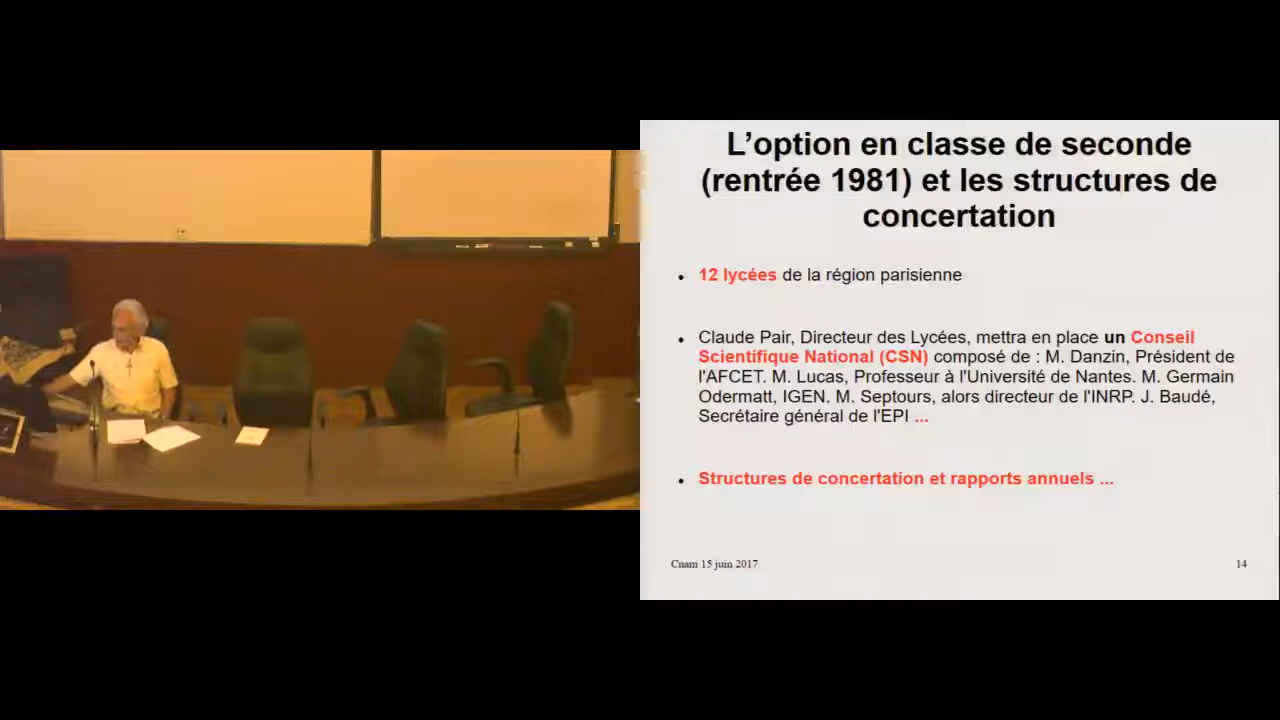 L’option en classe de seconde
(rentrée 1981) et les structures de
concertation
• 12 lycées de la région parisienne
• Claude Pair, Directeur des Lycées, mettra en place un Conseil
Scientifique National (CSN) composé de : M. Danzin, Président de
l'AFCET. M. Lucas, Professeur à l'Université de Nantes. M. Germain
Odermatt, IGEN. M. Septours, alors directeur de l'INRP. J. Baudé,
Secrétaire général de l'EPI ...
• Structures de concertation et rapports annuels ...
Cnam 15 juin 2017
14